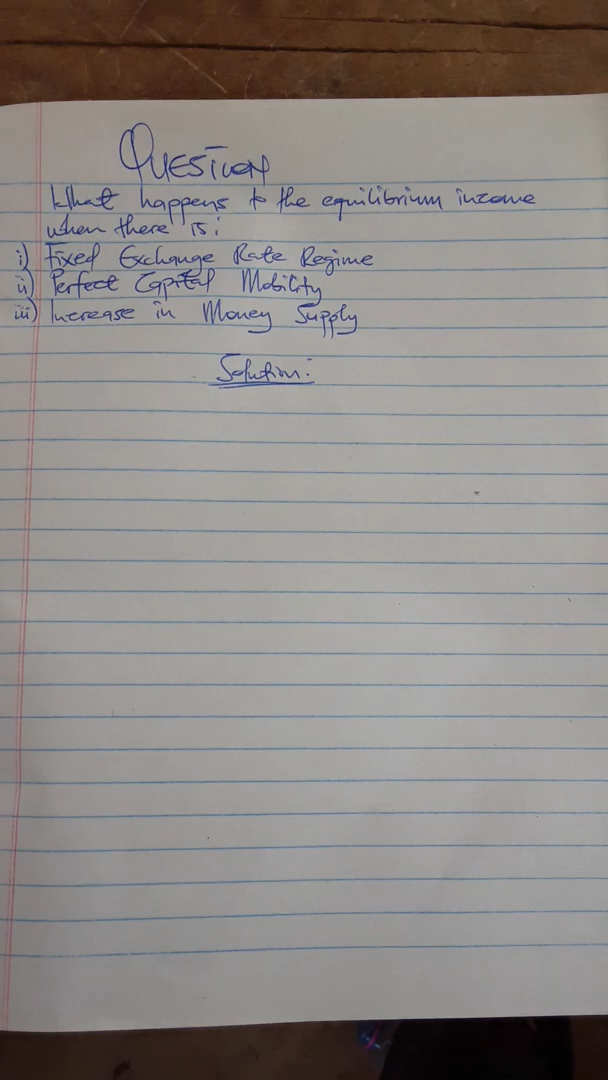 QUESTION
What happens to the equilibrium income
when there is:
i) Fixed Exchange Rate Regime
ii) Perfect Capital Mobility
iii) Increase in Money Supply
Solution: